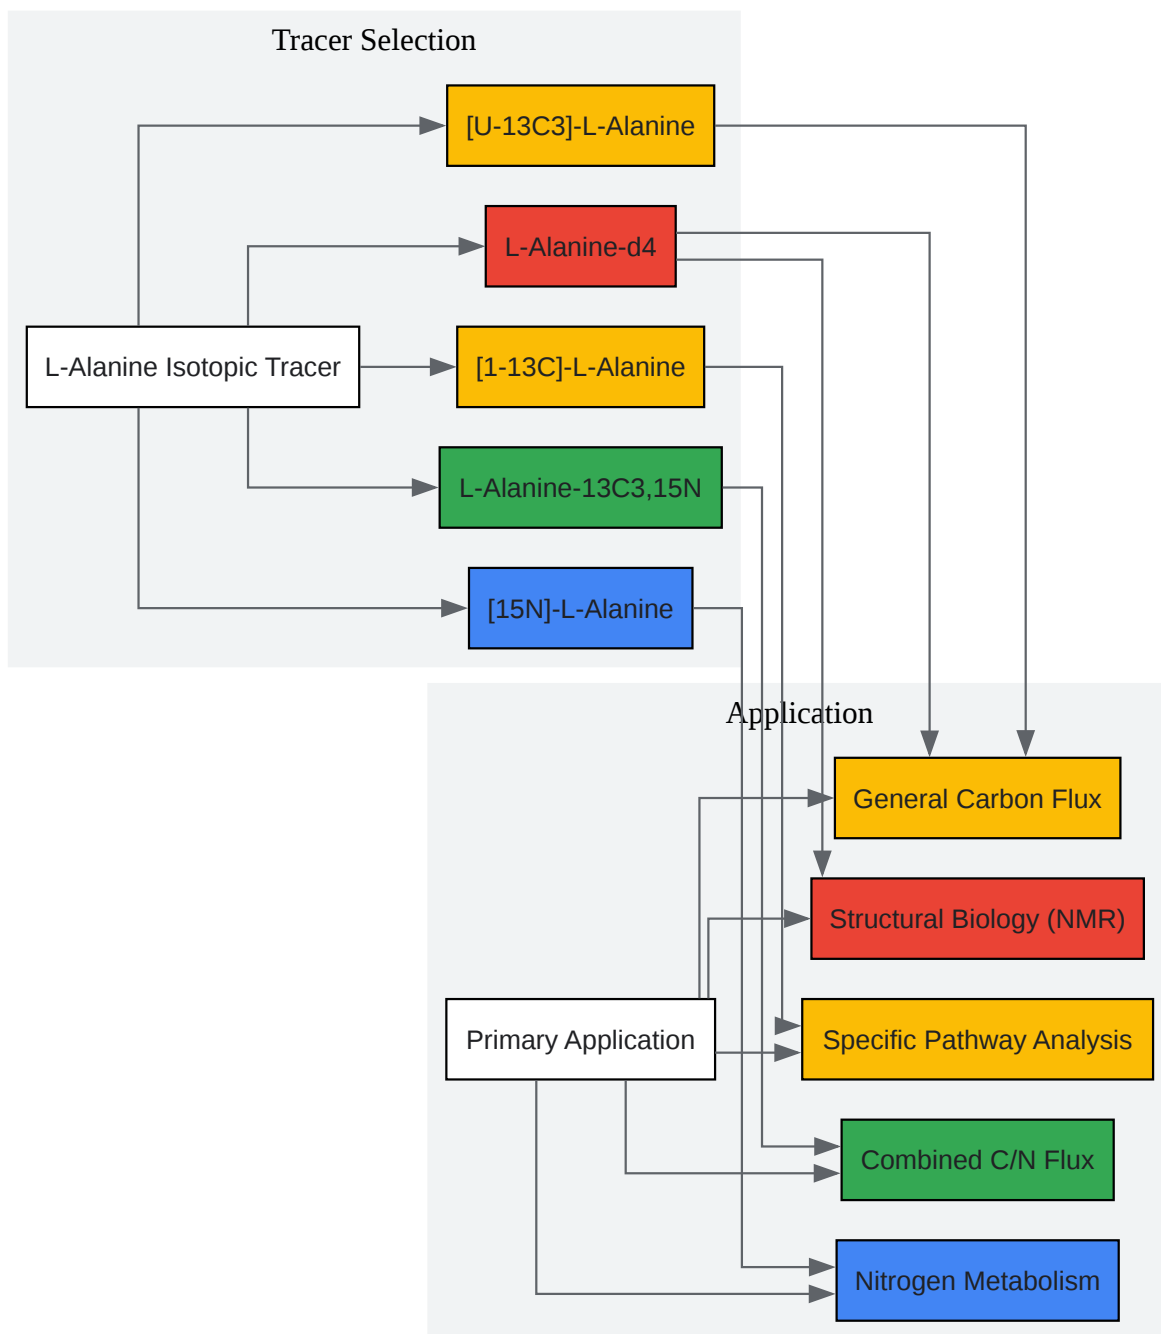 Tracer Selection
[U-13C3]-L-Alanine
L-Alanine-d4
L-Alanine Isotopic Tracer
[1-13C]-L-Alanine
L-Alanine-13C3,15N
[15N]-L-Alanine
Application
General Carbon Flux
Structural Biology (NMR)
Primary Application
Specific Pathway Analysis
Combined C/N Flux
Nitrogen Metabolism